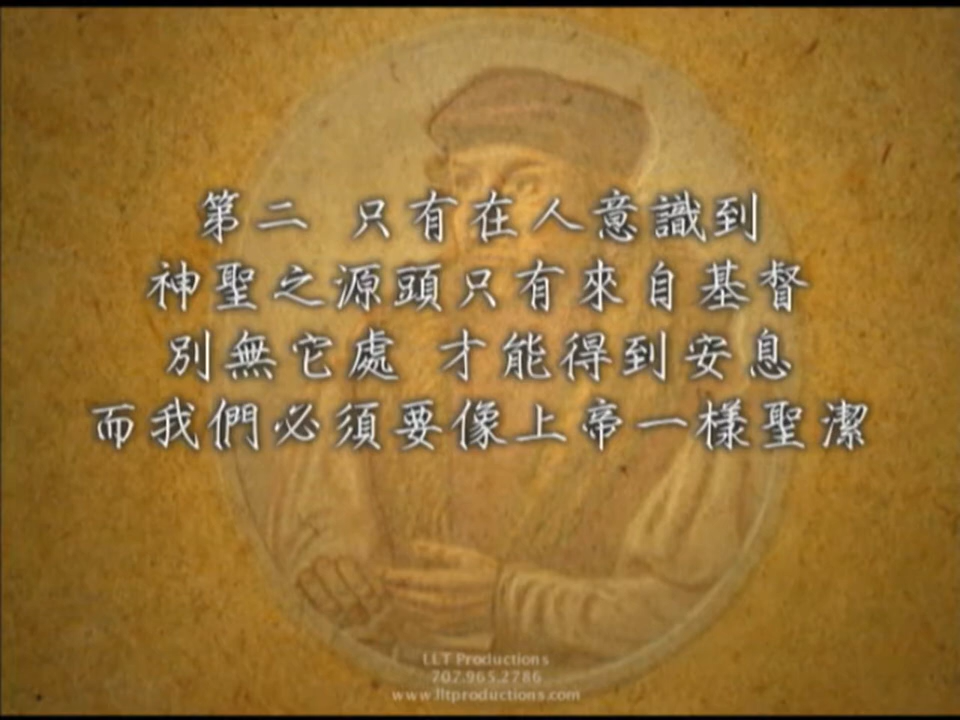 第二 只有在人意識到
神聖之源頭只有來自基督
別無它處 才能得到安息
而我們必須要像上帝一樣聖潔
LLT Productions
707.965.2786
www.lltproductions.com